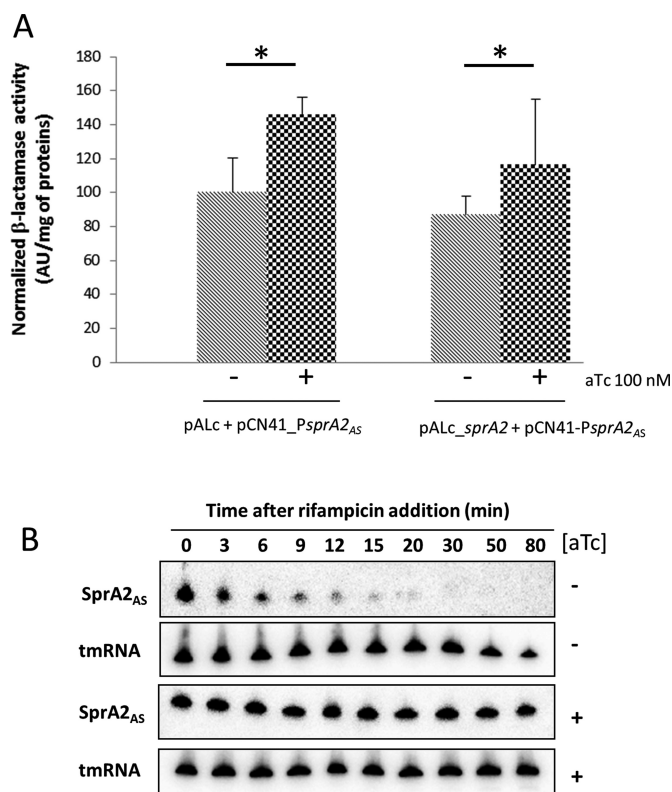 A
Normalized β-lactamase activity
(AU/mg of proteins)
180
160
140
120
100
80
60
40
20
0
* *
- + - + aTc 100 nM
pALc + pCN41_PsprA2AS pALc_sprA2 + pCN41-PsprA2AS
B
Time after rifampicin addition (min)
0 3 6 9 12 15 20 30 50 80 [aTc]
SprA2AS -
tmRNA -
SprA2AS +
tmRNA +